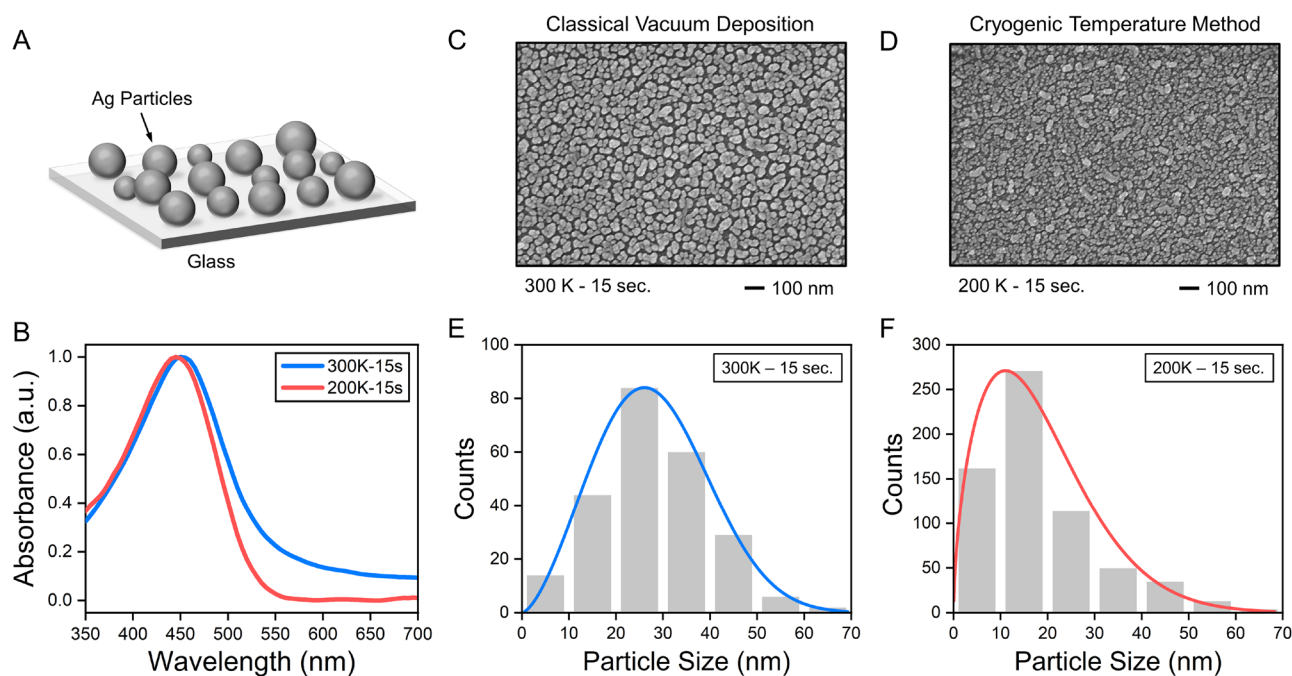 A
Ag Particles
Glass
C
Classical Vacuum Deposition
300 K - 15 sec.
100 nm
D
Cryogenic Temperature Method
200 K - 15 sec.
100 nm
B
Absorbance (a.u.)
1.0
0.8
0.6
0.4
0.2
0.0
300K-15s
200K-15s
350 400 450 500 550 600 650 700
Wavelength (nm)
E
Counts
100
80
60
40
20
0
300K – 15 sec.
0 10 20 30 40 50 60 70
Particle Size (nm)
F
Counts
300
250
200
150
100
50
0
200K – 15 sec.
0 10 20 30 40 50 60 70
Particle Size (nm)